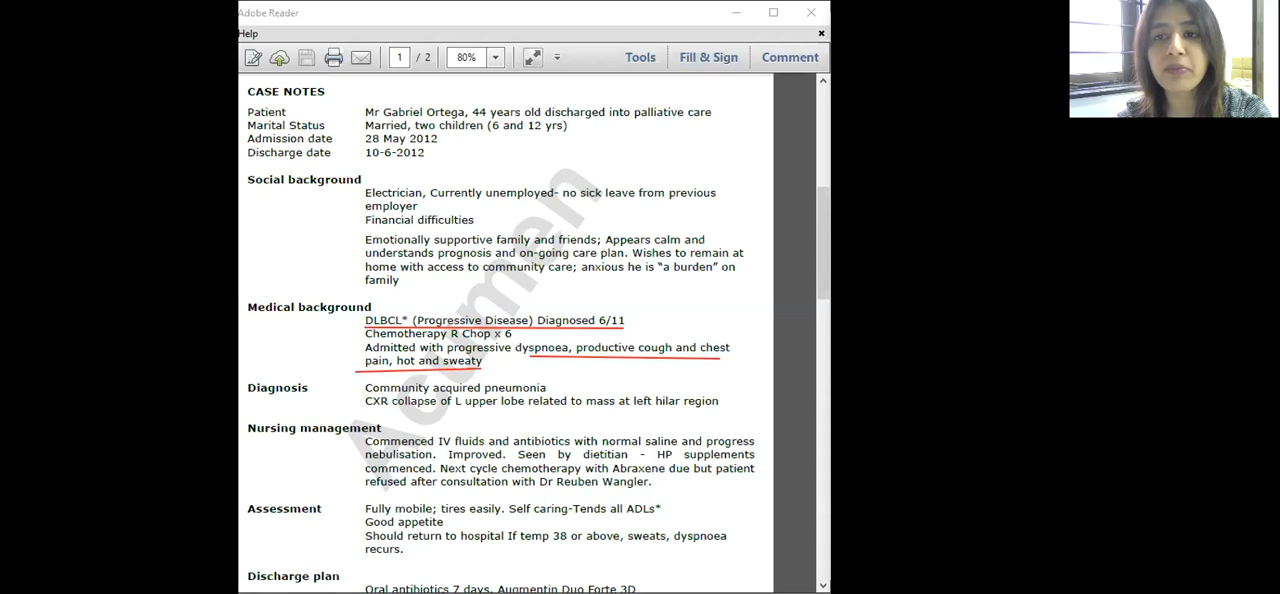 Adobe Reader
Help
1 / 2 80% Tools Fill & Sign Comment
CASE NOTES
Patient Mr Gabriel Ortega, 44 years old discharged into palliative care
Marital Status Married, two children (6 and 12 yrs)
Admission date 28 May 2012
Discharge date 10-6-2012
Social background
Electrician, Currently unemployed- no sick leave from previous
employer
Financial difficulties
Emotionally supportive family and friends; Appears calm and
understands prognosis and on-going care plan. Wishes to remain at
home with access to community care; anxious he is “a burden” on
family
Medical background
DLBCL* (Progressive Disease) Diagnosed 6/11
Chemotherapy R Chop x 6
Admitted with progressive dyspnoea, productive cough and chest
pain, hot and sweaty
Diagnosis Community acquired pneumonia
CXR collapse of L upper lobe related to mass at left hilar region
Nursing management
Commenced IV fluids and antibiotics with normal saline and progress
nebulisation. Improved. Seen by dietitian - HP supplements
commenced. Next cycle chemotherapy with Abraxene due but patient
refused after consultation with Dr Reuben Wangler.
Assessment Fully mobile; tires easily. Self caring-Tends all ADLs*
Good appetite
Should return to hospital If temp 38 or above, sweats, dyspnoea
recurs.
Discharge plan
Oral antibiotics 7 days, Augmentin Duo Forte 3D
Acumen